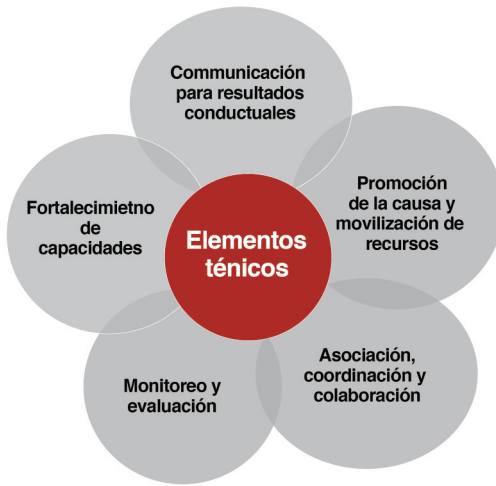 Communicación
para resultados
conductuales
Promoción
de la causa y
movilización de
recursos
Fortalecimietno
de
capacidades
Elementos
ténicos
Asociación,
coordinación y
colaboración
Monitoreo y
evaluación